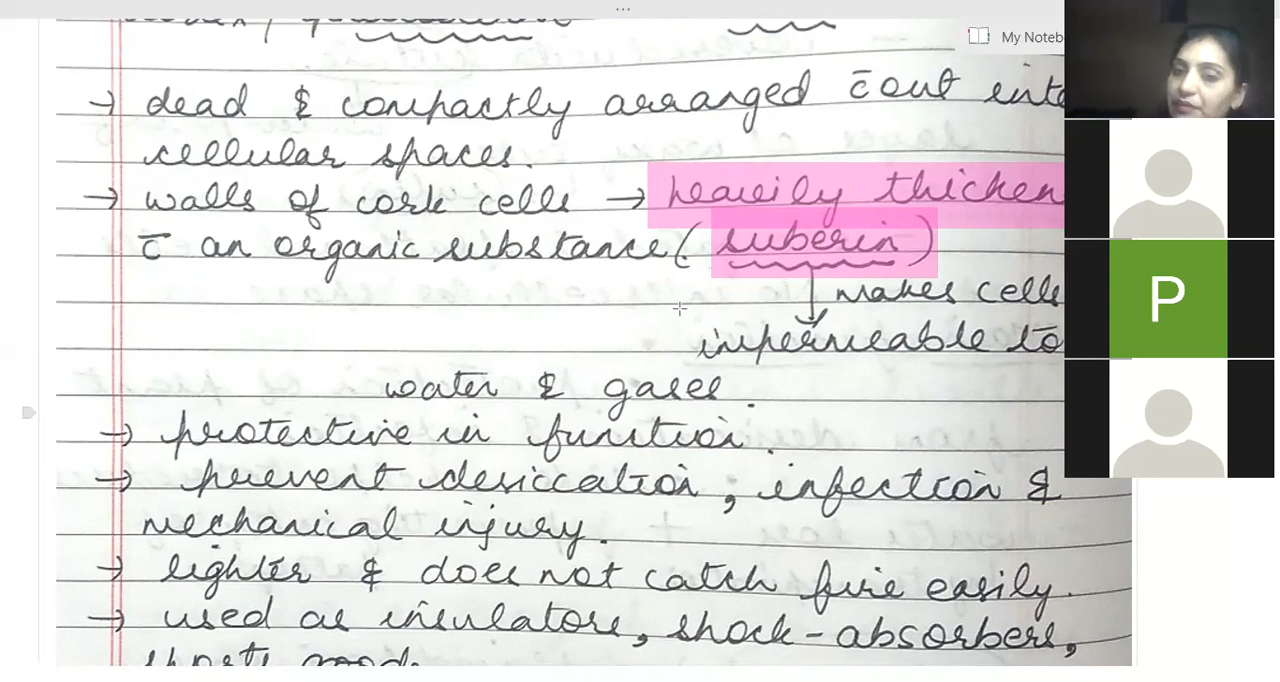 ...
My Noteb
→ dead & compactly arranged c̄out inte
cellular spaces.
→ walls of cork cells → heavily thicken
c̄ an organic substance ( suberin )
makes cells
impermeable to
water & gases.
→ protective in function.
→ prevent desiccation, infection &
mechanical injury.
→ lighter & does not catch fire easily.
→ used as insulators, shock-absorbers,
sports goods
P